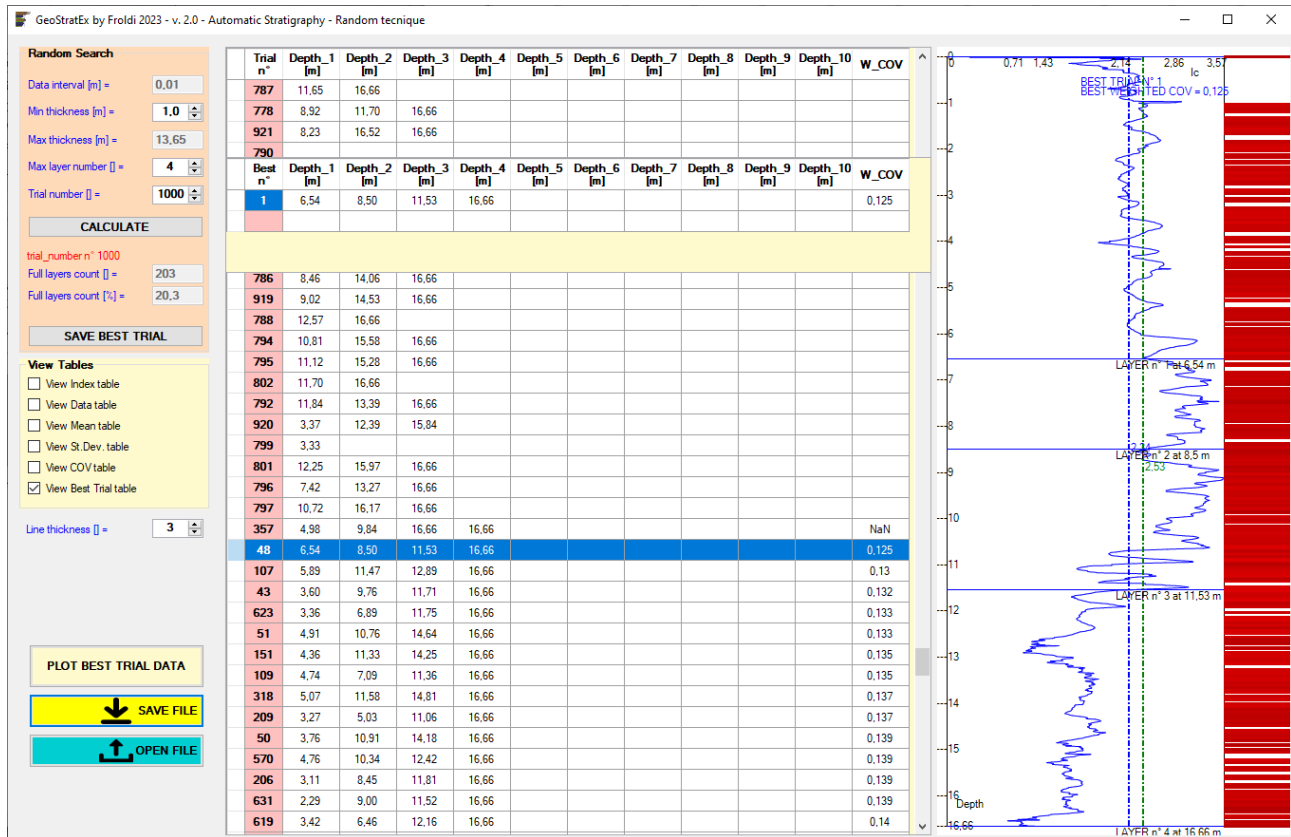 GeoStratEx by Froldi 2023 - v. 2.0 - Automatic Stratigraphy - Random tecnique
Random Search
Data interval [m] = 0,01
Min thickness [m] = 1,0
Max thickness [m] = 13,65
Max layer number [] = 4
Trial number [] = 1000
CALCULATE
trial_number n° 1000
Full layers count [] = 203
Full layers count [%] = 20,3
SAVE BEST TRIAL
View Tables
View Index table
View Data table
View Mean table
View St.Dev. table
View COV table
View Best Trial table
Line thickness [] = 3
PLOT BEST TRIAL DATA
SAVE FILE
OPEN FILE
Trial n° Depth_1 [m] Depth_2 [m] Depth_3 [m] Depth_4 [m] Depth_5 [m] Depth_6 [m] Depth_7 [m] Depth_8 [m] Depth_9 [m] Depth_10 [m] W_COV
787 11,65 16,66
778 8,92 11,70 16,66
921 8,23 16,52 16,66
790
Best n° Depth_1 [m] Depth_2 [m] Depth_3 [m] Depth_4 [m] Depth_5 [m] Depth_6 [m] Depth_7 [m] Depth_8 [m] Depth_9 [m] Depth_10 [m] W_COV
1 6,54 8,50 11,53 16,66 0,125
786 8,46 14,06 16,66
919 9,02 14,53 16,66
788 12,57 16,66
794 10,81 15,58 16,66
795 11,12 15,28 16,66
802 11,70 16,66
792 11,84 13,39 16,66
920 3,37 12,39 15,84
799 3,33
801 12,25 15,97 16,66
796 7,42 13,27 16,66
797 10,72 16,17 16,66
357 4,98 9,84 16,66 16,66 NaN
48 6,54 8,50 11,53 16,66 0,125
107 5,89 11,47 12,89 16,66 0,13
43 3,60 9,76 11,71 16,66 0,132
623 3,36 6,89 11,75 16,66 0,133
51 4,91 10,76 14,64 16,66 0,133
151 4,36 11,33 14,25 16,66 0,135
109 4,74 7,09 11,36 16,66 0,135
318 5,07 11,58 14,81 16,66 0,137
209 3,27 5,03 11,06 16,66 0,137
50 3,76 10,91 14,18 16,66 0,139
570 4,76 10,34 12,42 16,66 0,139
206 3,11 8,45 11,81 16,66 0,139
631 2,29 9,00 11,52 16,66 0,139
619 3,42 6,46 12,16 16,66 0,14
---0
0 0,71 1,43 2,14 2,86 3,57
Ic
BEST TRIAL N° 1
BEST WEIGHTED COV = 0,125
---1
---2
---3
---4
---5
---6
LAYER n° 1 at 6,54 m
---7
---8
2,24
LAYER n° 2 at 8,5 m
2,53
---9
---10
---11
LAYER n° 3 at 11,53 m
---12
---13
---14
---15
---16
Depth
---16,66
LAYER n° 4 at 16,66 m